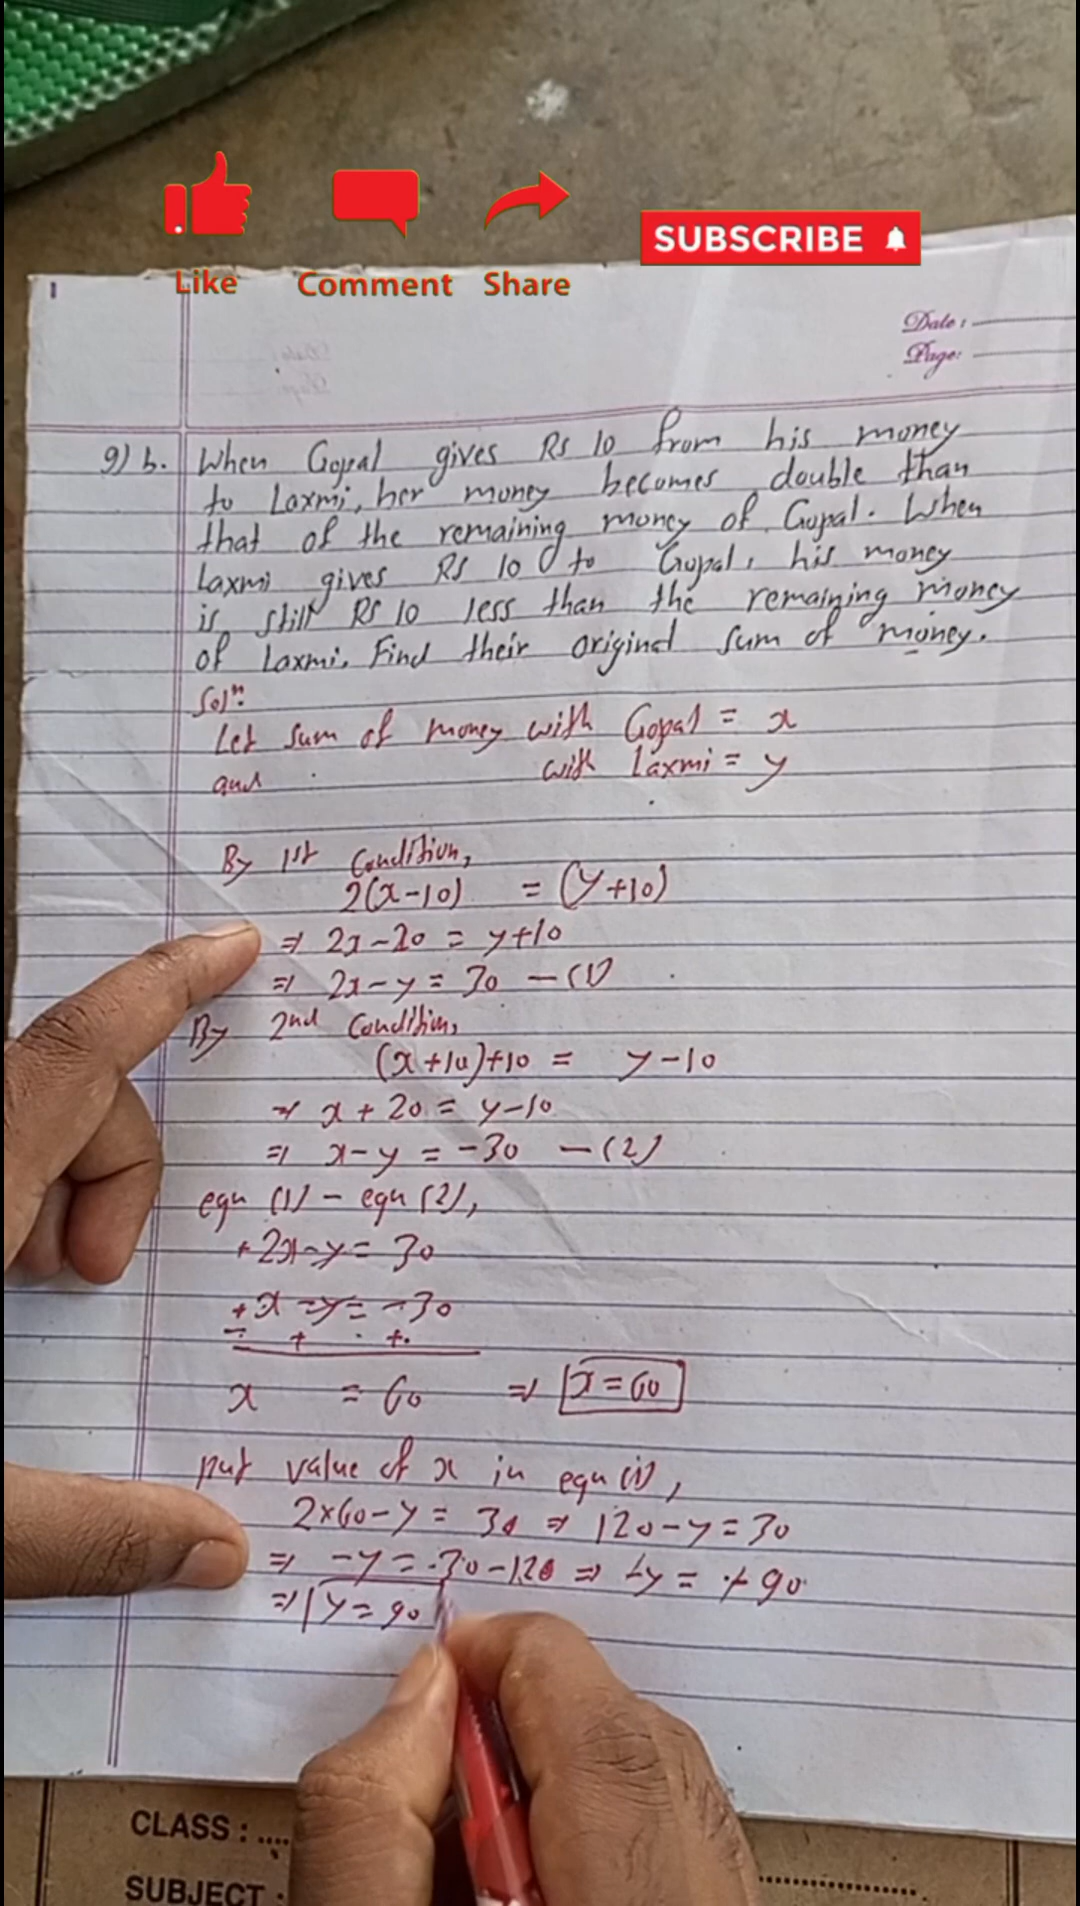 Like Comment Share
SUBSCRIBE
Date:
Page:
9) b. When Gopal gives Rs 10 from his money
to Laxmi, her money becomes double than
that of the remaining money of Gopal. When
Laxmi gives Rs 10 to Gopal, his money
is still Rs 10 less than the remaining money
of Laxmi. Find their original sum of money.
Solⁿ:
Let sum of money with Gopal = x
and with Laxmi = y
By 1st Condition,
2(x-10) = (y+10)
⇒ 2x-20 = y+10
⇒ 2x-y = 30 -(1)
By 2nd Condition,
(x+10)+10 = y-10
⇒ x+20 = y-10
⇒ x-y = -30 -(2)
eqn (1) - eqn (2),
+2x-y = 30
+x-y = -30
- + +
x = 60 ⇒ x=60
put value of x in eqn (i),
2×60-y = 30 ⇒ 120-y=30
⇒ -y = 30-120 ⇒ -y = -90
⇒ y=90
CLASS :
SUBJECT